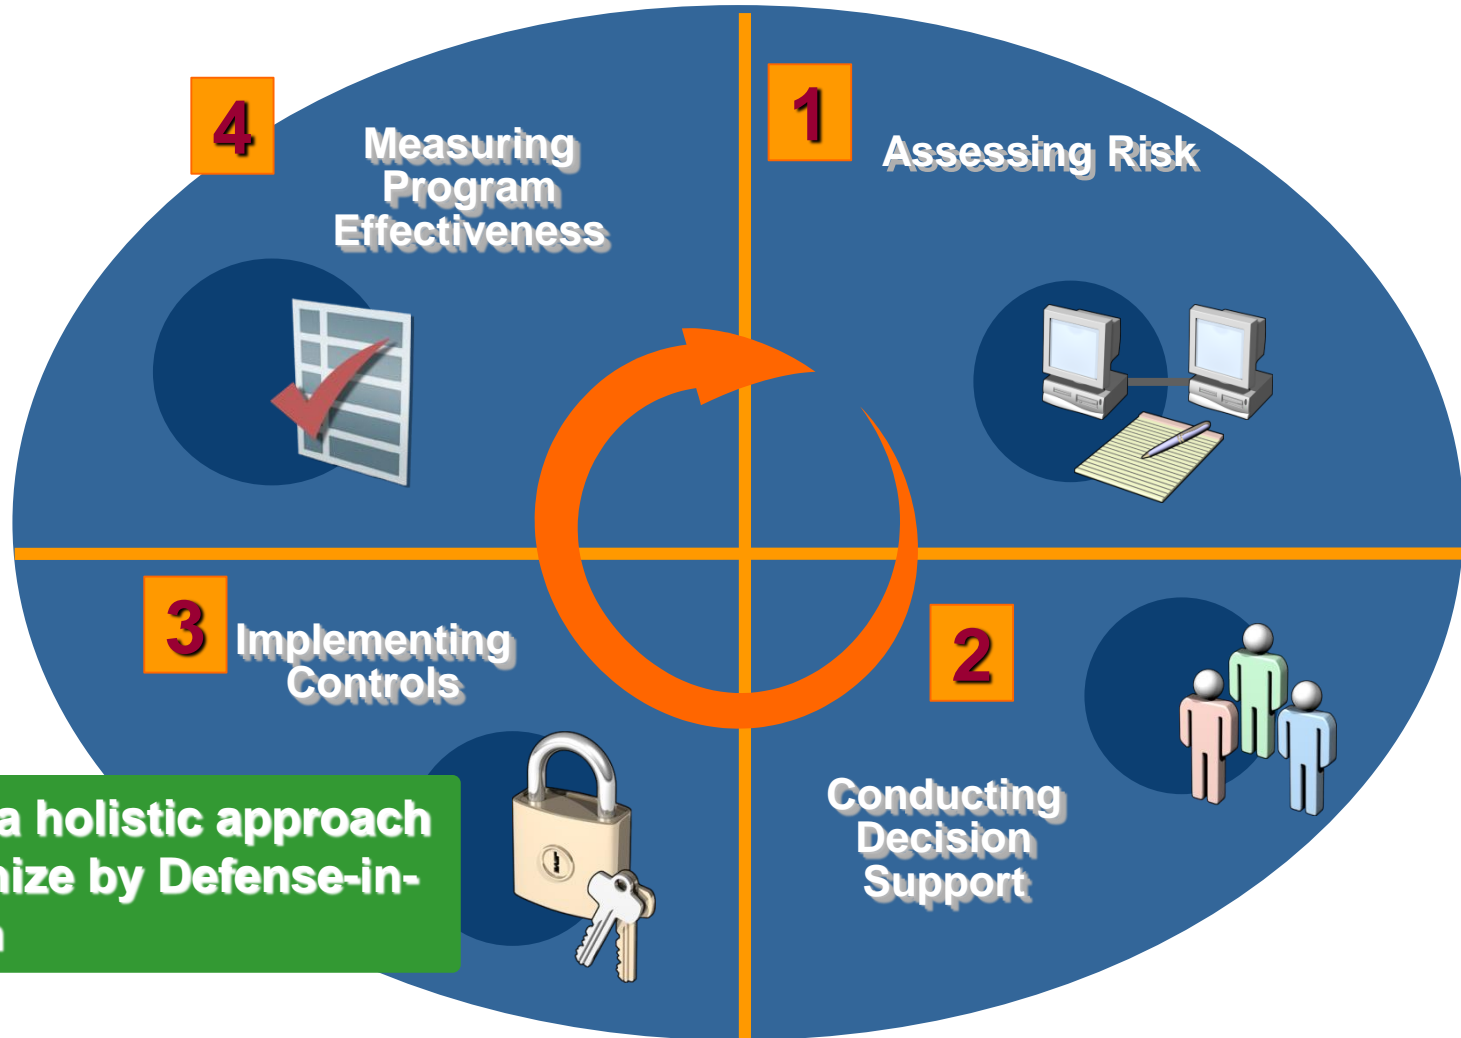 1
Assessing Risk
2
Conducting
Decision
Support
3
Implementing
Controls
a holistic approach
by Defense-in-
4
Measuring
Program
Effectiveness